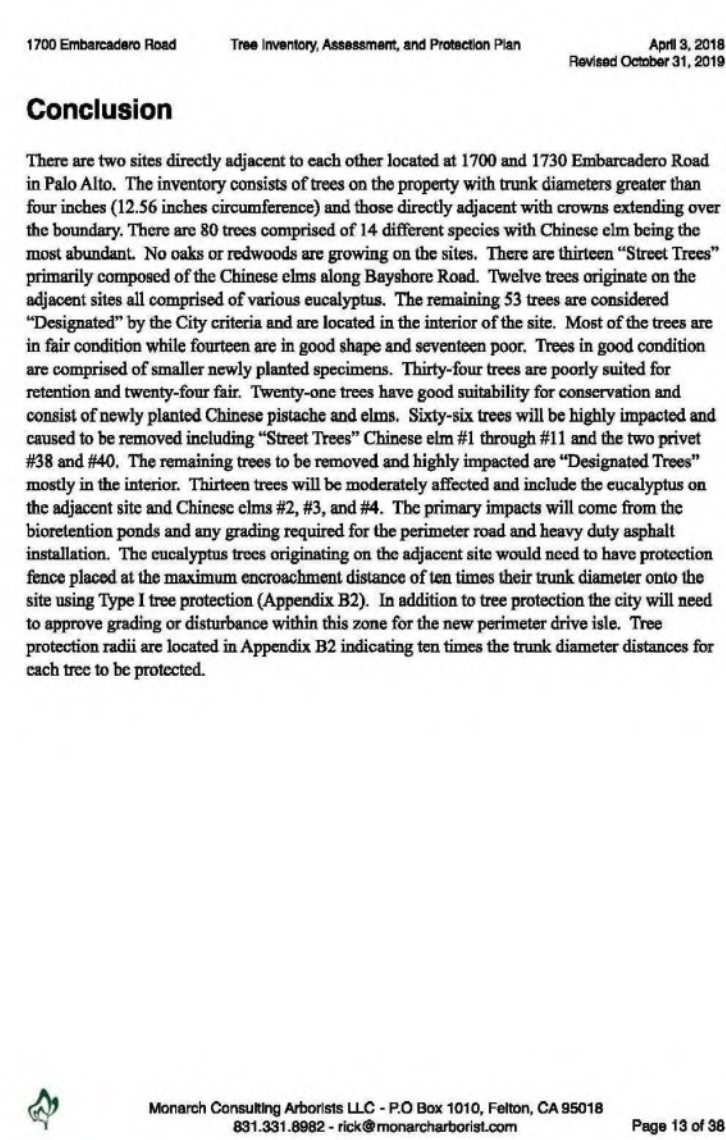 1700 Embarcadero Road Tree Inventory, Assessment, and Protection Plan April 3, 2018
Revised October 31, 2019
Conclusion
There are two sites directly adjacent to each other located at 1700 and 1730 Embarcadero Road
in Palo Alto. The inventory consists of trees on the property with trunk diameters greater than
four inches (12.56 inches circumference) and those directly adjacent with crowns extending over
the boundary. There are 80 trees comprised of 14 different species with Chinese elm being the
most abundant. No oaks or redwoods are growing on the sites. There are thirteen “Street Trees”
primarily composed of the Chinese elms along Bayshore Road. Twelve trees originate on the
adjacent sites all comprised of various eucalyptus. The remaining 53 trees are considered
“Designated” by the City criteria and are located in the interior of the site. Most of the trees are
in fair condition while fourteen are in good shape and seventeen poor. Trees in good condition
are comprised of smaller newly planted specimens. Thirty-four trees are poorly suited for
retention and twenty-four fair. Twenty-one trees have good suitability for conservation and
consist of newly planted Chinese pistache and elms. Sixty-six trees will be highly impacted and
caused to be removed including “Street Trees” Chinese elm #1 through #11 and the two privet
#38 and #40. The remaining trees to be removed and highly impacted are “Designated Trees”
mostly in the interior. Thirteen trees will be moderately affected and include the eucalyptus on
the adjacent site and Chinese elms #2, #3, and #4. The primary impacts will come from the
bioretention ponds and any grading required for the perimeter road and heavy duty asphalt
installation. The eucalyptus trees originating on the adjacent site would need to have protection
fence placed at the maximum encroachment distance of ten times their trunk diameter onto the
site using Type I tree protection (Appendix B2). In addition to tree protection the city will need
to approve grading or disturbance within this zone for the new perimeter drive isle. Tree
protection radii are located in Appendix B2 indicating ten times the trunk diameter distances for
each tree to be protected.
Monarch Consulting Arborists LLC - P.O Box 1010, Felton, CA 95018
831.331.8982 - rick@monarcharborist.com Page 13 of 38